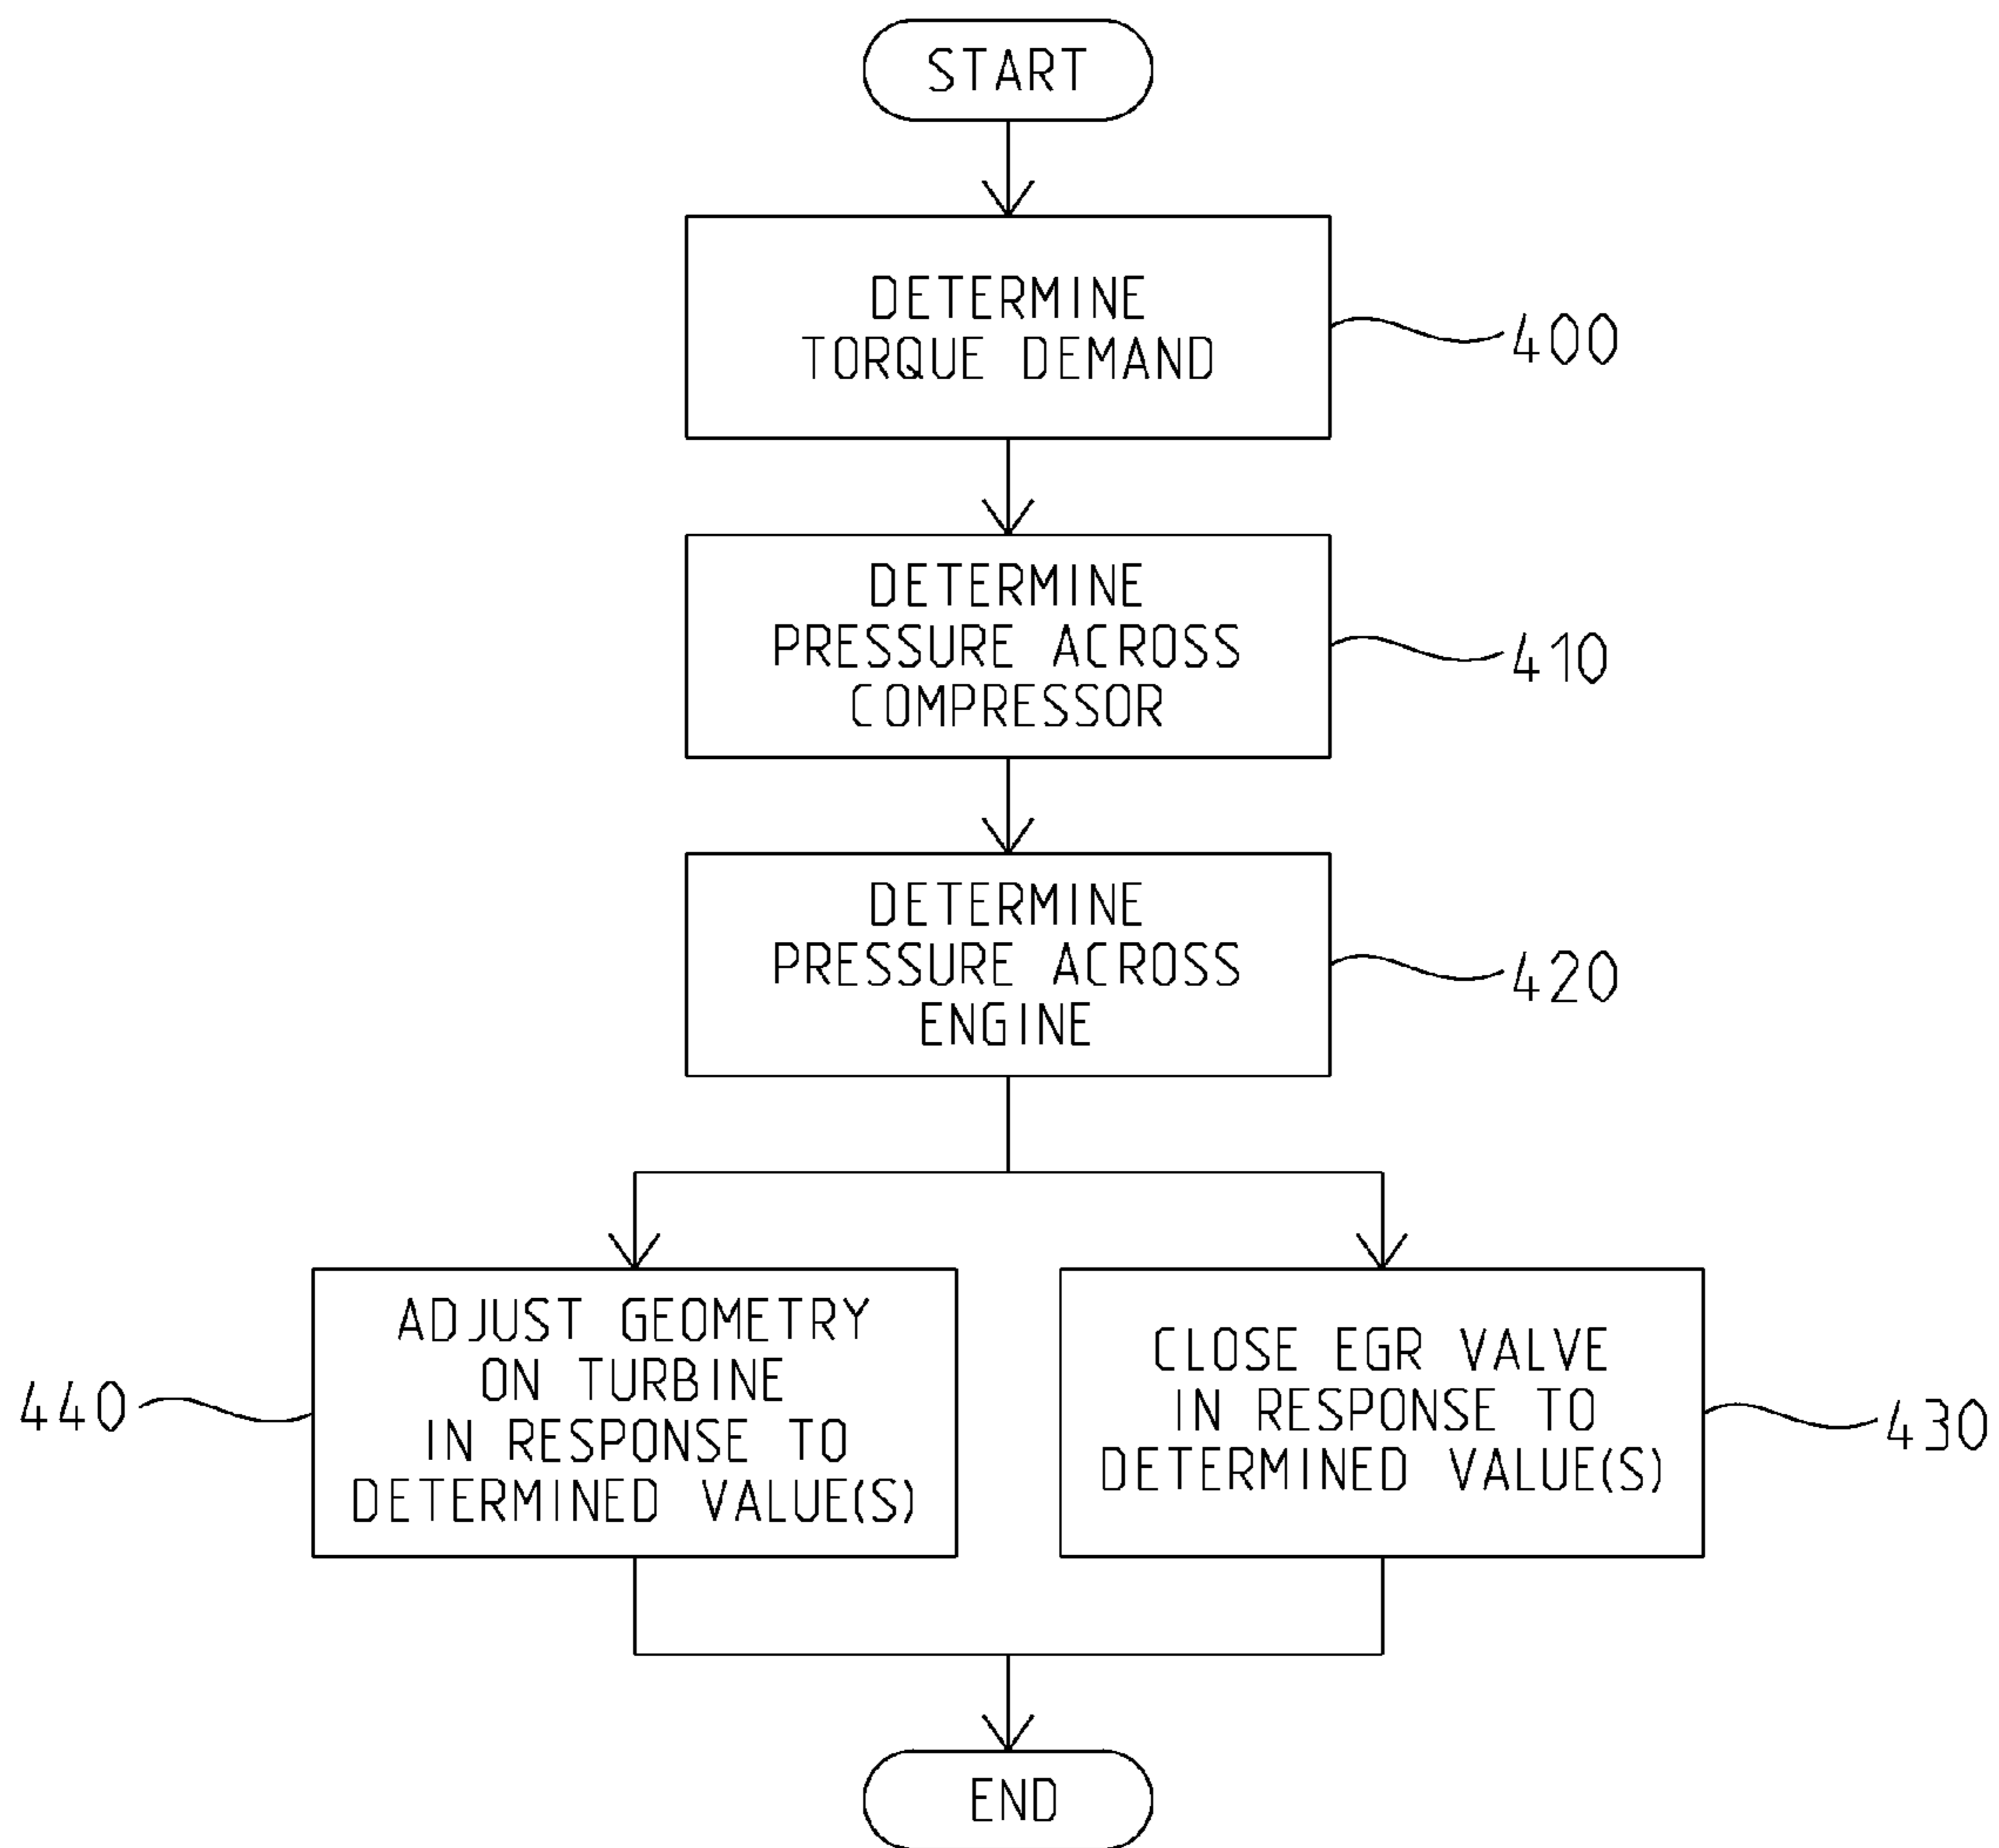 START
DETERMINE
TORQUE DEMAND
400
DETERMINE
PRESSURE ACROSS
COMPRESSOR
410
DETERMINE
PRESSURE ACROSS
ENGINE
420
440
ADJUST GEOMETRY
ON TURBINE
IN RESPONSE TO
DETERMINED VALUE(S)
CLOSE EGR VALVE
IN RESPONSE TO
DETERMINED VALUE(S)
430
END